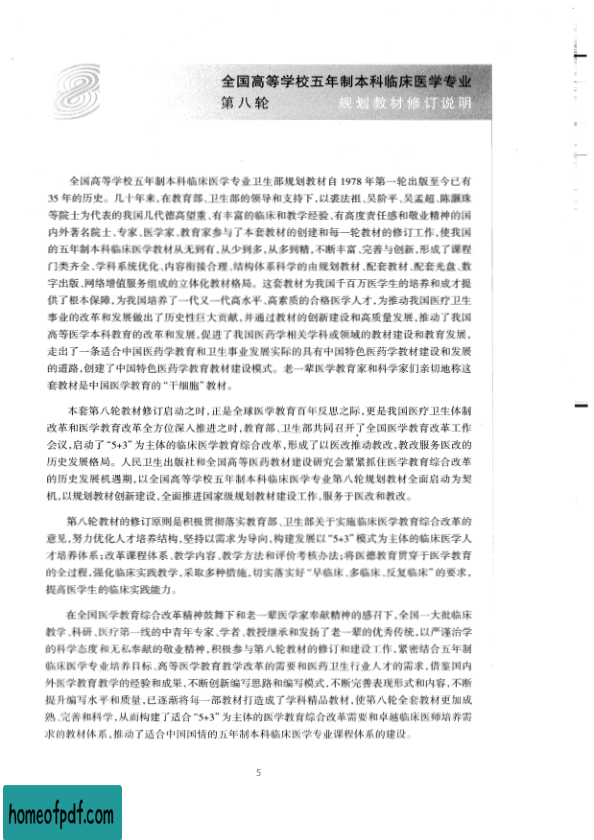 全国高等学校五年制本科临床医学专业
第八轮 规划教材修订说明
全国高等学校五年制本科临床医学专业卫生部规划教材自 1978 年第一轮出版至今已有
35 年的历史。几十年来,在教育部、卫生部的领导和支持下,以裘法祖、吴阶平、吴孟超、陈灏珠
等院士为代表的我国几代德高望重、有丰富的临床和教学经验、有高度责任感和敬业精神的国
内外著名院士、专家、医学家、教育家参与了本套教材的创建和每一轮教材的修订工作,使我国
的五年制本科临床医学教材从无到有,从少到多,从多到精,不断丰富、完善与创新,形成了课程
门类齐全、学科系统优化、内容衔接合理、结构体系科学的由规划教材、配套教材、配套光盘、数
字出版、网络增值服务组成的立体化教材格局。这套教材为我国千百万医学生的培养和成才提
供了根本保障,为我国培养了一代又一代高水平、高素质的合格医学人才,为推动我国医疗卫生
事业的改革和发展做出了历史性巨大贡献,并通过教材的创新建设和高质量发展,推动了我国
高等医学本科教育的改革和发展,促进了我国医药学相关学科或领域的教材建设和教育发展,
走出了一条适合中国医药学教育和卫生事业发展实际的具有中国特色医药学教材建设和发展
的道路,创建了中国特色医药学教育教材建设模式。老一辈医学教育家和科学家们亲切地称这
套教材是中国医学教育的“干细胞”教材。
本套第八轮教材修订启动之时,正是全球医学教育百年反思之际,更是我国医疗卫生体制
改革和医学教育改革全方位深入推进之时,教育部、卫生部共同召开了全国医学教育改革工作
会议,启动了“5+3”为主体的临床医学教育综合改革,形成了以医改推动教改,教改服务医改的
历史发展格局。人民卫生出版社和全国高等医药教材建设研究会紧紧抓住医学教育综合改革
的历史发展机遇期,以全国高等学校五年制本科临床医学专业第八轮规划教材全面启动为契
机,以规划教材创新建设,全面推进国家级规划教材建设工作,服务于医改和教改。
第八轮教材的修订原则是积极贯彻落实教育部、卫生部关于实施临床医学教育综合改革的
意见,努力优化人才培养结构,坚持以需求为导向,构建发展以“5+3”模式为主体的临床医学人
才培养体系;改革课程体系、教学内容、教学方法和评价考核办法;将医德教育贯穿于医学教育
的全过程,强化临床实践教学,采取多种措施,切实落实好“早临床、多临床、反复临床”的要求,
提高医学生的临床实践能力。
在全国医学教育综合改革精神鼓舞下和老一辈医学家奉献精神的感召下,全国一大批临床
教学、科研、医疗第一线的中青年专家、学者、教授继承和发扬了老一辈的优秀传统,以严谨治学
的科学态度和无私奉献的敬业精神,积极参与第八轮教材的修订和建设工作,紧密结合五年制
临床医学专业培养目标、高等医学教育教学改革的需要和医药卫生行业人才的需求,借鉴国内
外医学教育教学的经验和成果,不断创新编写思路和编写模式,不断完善表现形式和内容,不断
提升编写水平和质量,已逐渐将每一部教材打造成了学科精品教材,使第八轮全套教材更加成
熟、完善和科学,从而构建了适合“5+3”为主体的医学教育综合改革需要和卓越临床医师培养需
求的教材体系,推动了适合中国国情的五年制本科临床医学专业课程体系的建设。
5
homeofpdf.com